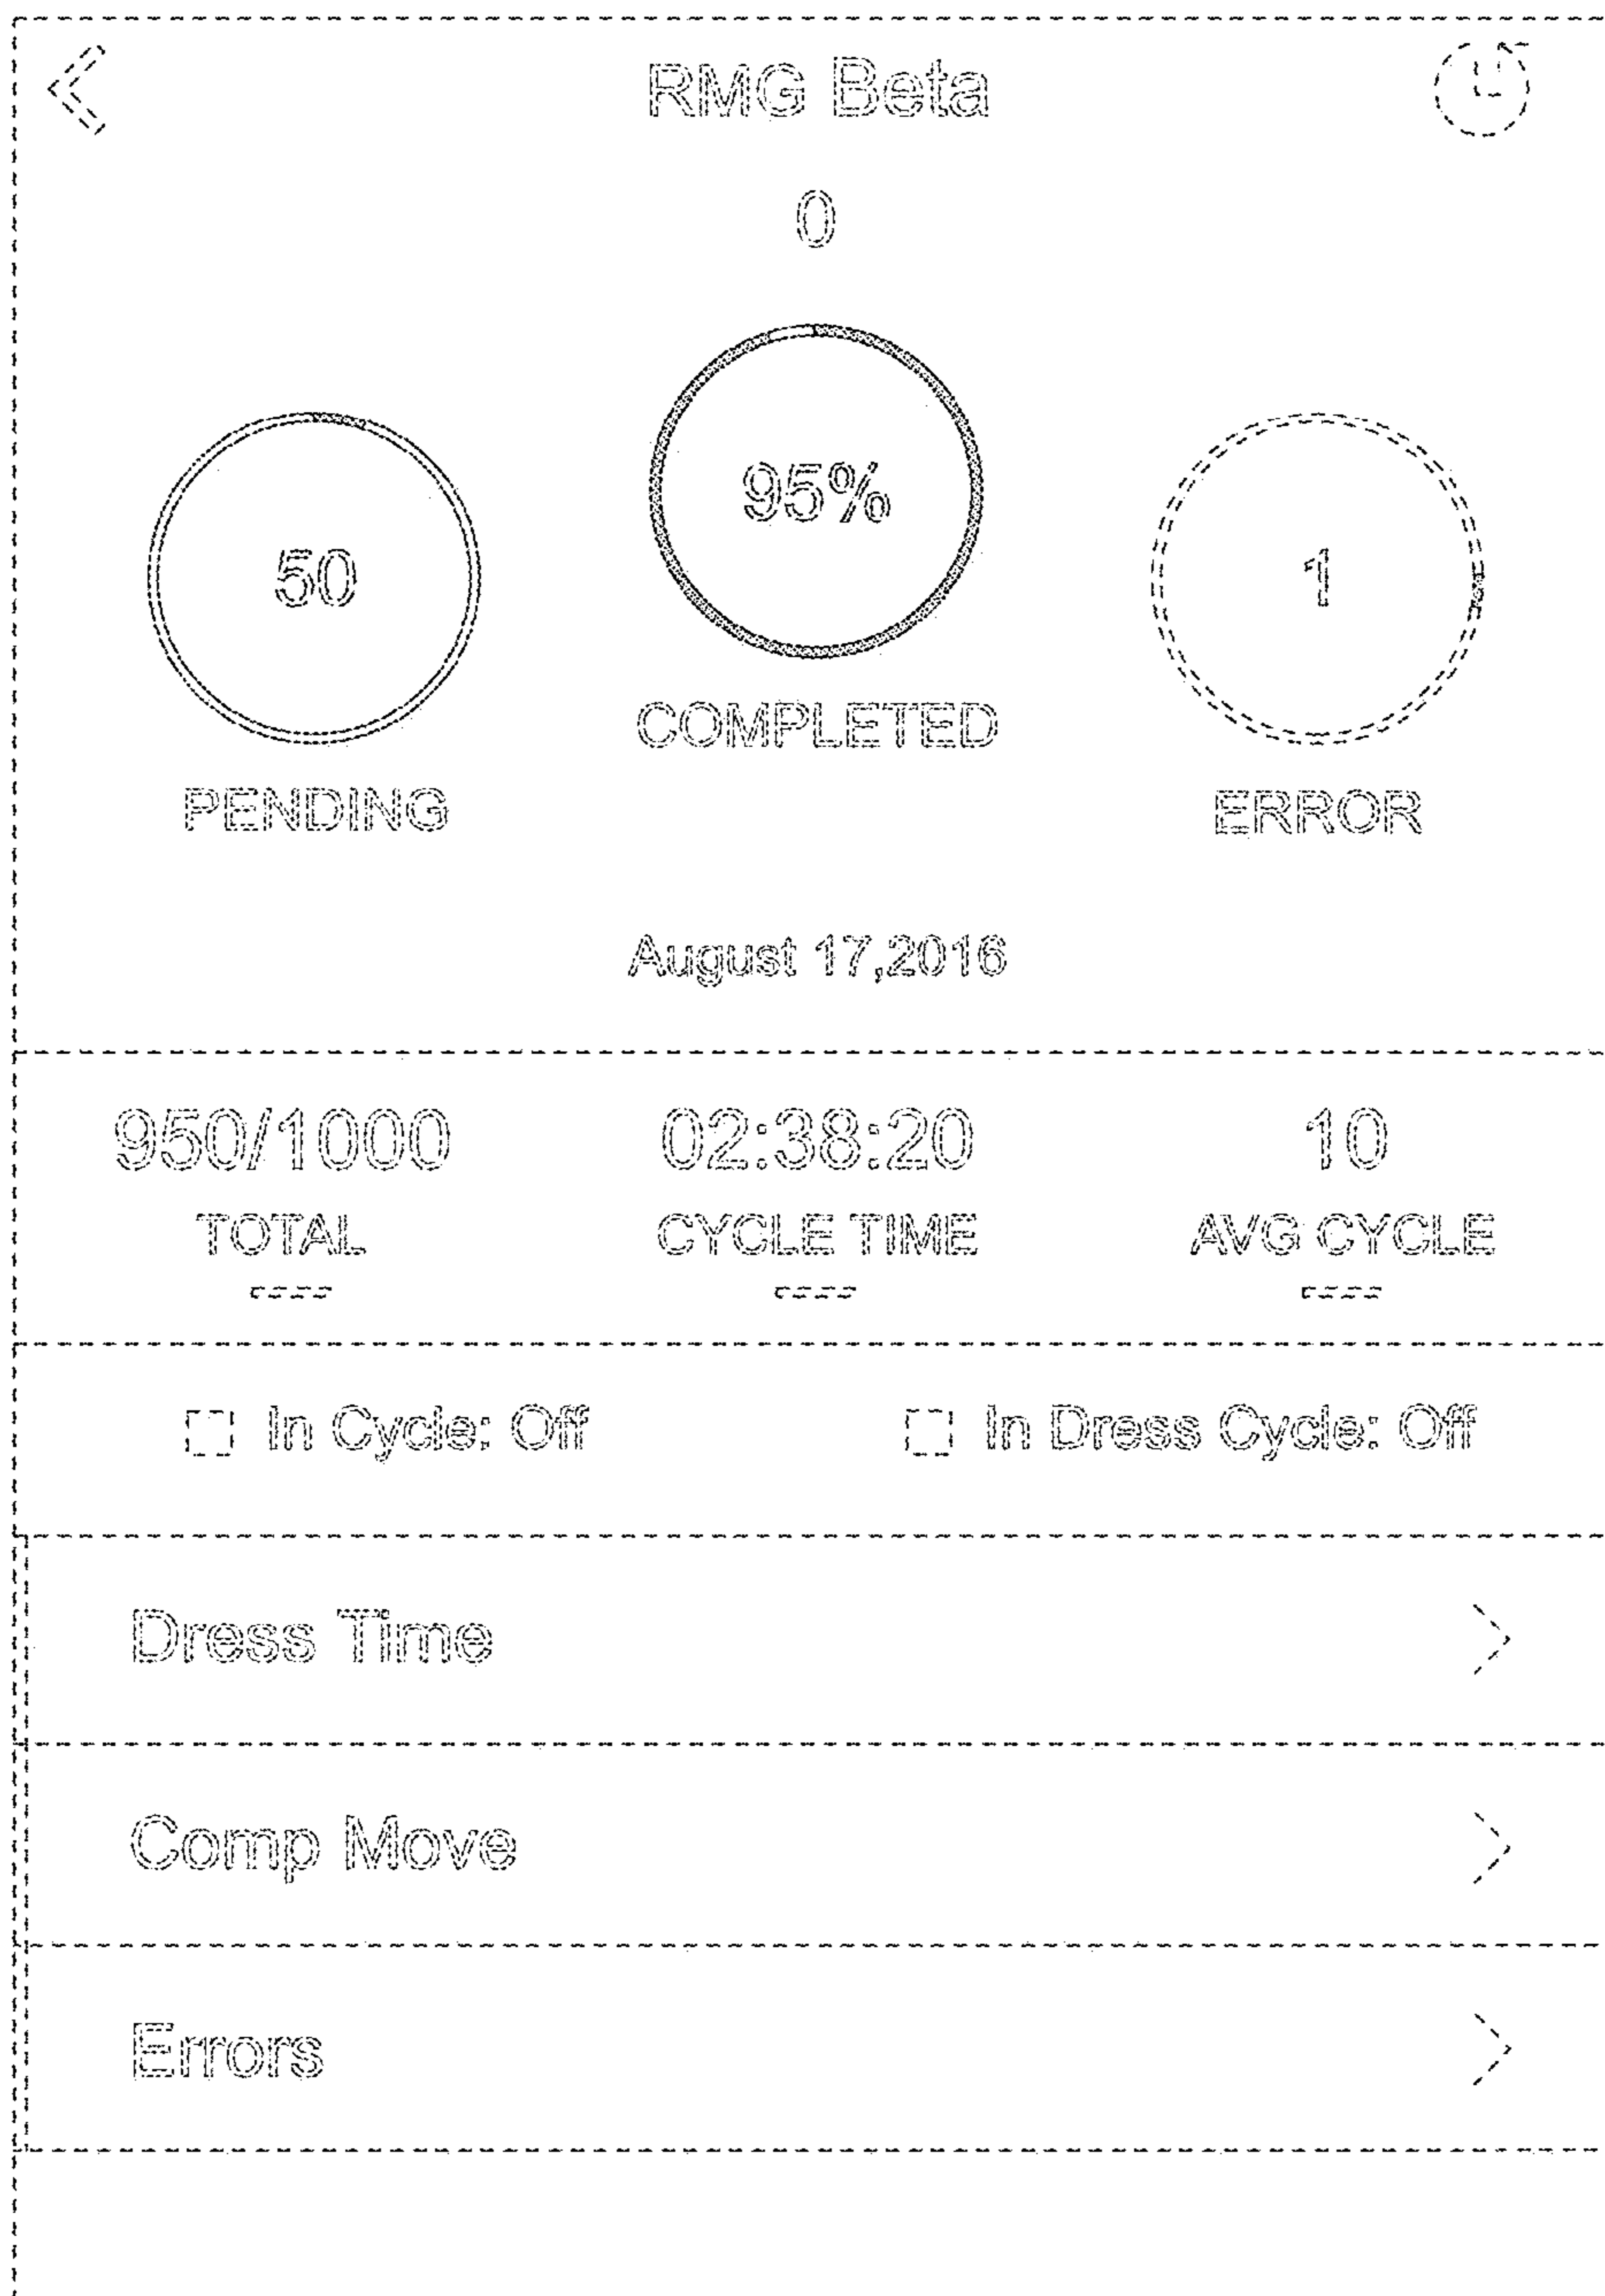 RMG Beta
0
50
95%
1
PENDING
COMPLETED
ERROR
August 17,2016
950/1000
02:38:20
10
TOTAL
CYCLE TIME
AVG CYCLE
In Cycle: Off
In Dress Cycle: Off
Dress Time
Comp Move
Errors